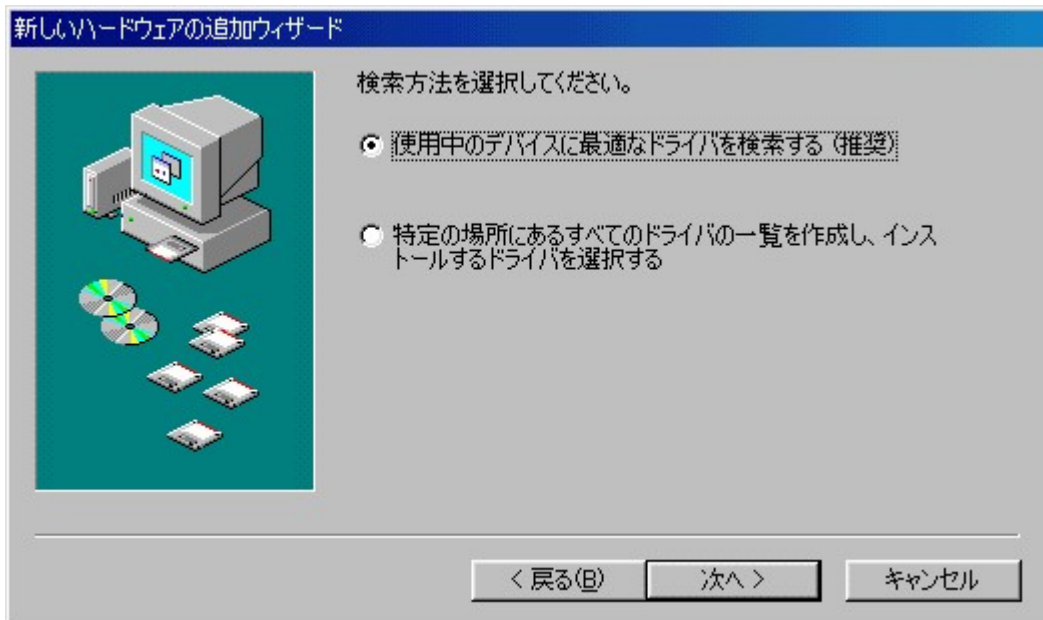 新しいハードウェアの追加ウィザード
検索方法を選択してください。
使用中のデバイスに最適なドライバを検索する (推奨)
特定の場所にあるすべてのドライバの一覧を作成し、インス
トールするドライバを選択する
< 戻る(B)
次へ >
キャンセル